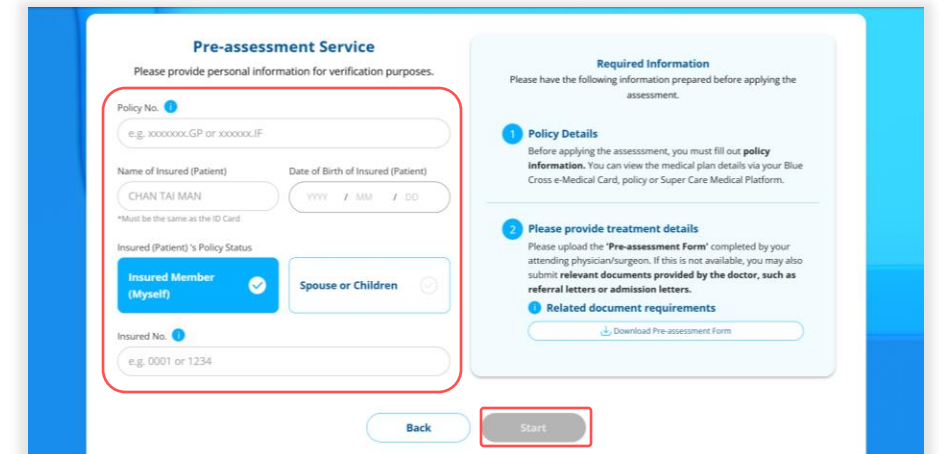 Pre-assessment Service
Please provide personal information for verification purposes.
Policy No. i
e.g. xxxxxxx.GP or xxxxxx.IF
Name of Insured (Patient)
Date of Birth of Insured (Patient)
CHAN TAI MAN
YYYY / MM / DD
*Must be the same as the ID Card
Insured (Patient) 's Policy Status
Insured Member
(Myself)
Spouse or Children
Insured No. i
e.g. 0001 or 1234
Required Information
Please have the following information prepared before applying the
assessment.
1 Policy Details
Before applying the assesssment, you must fill out policy
information. You can view the medical plan details via your Blue
Cross e-Medical Card, policy or Super Care Medical Platform.
2 Please provide treatment details
Please upload the 'Pre-assessment Form' completed by your
attending physician/surgeon. If this is not available, you may also
submit relevant documents provided by the doctor, such as
referral letters or admission letters.
i Related document requirements
Download Pre-assessment Form
Back
Start